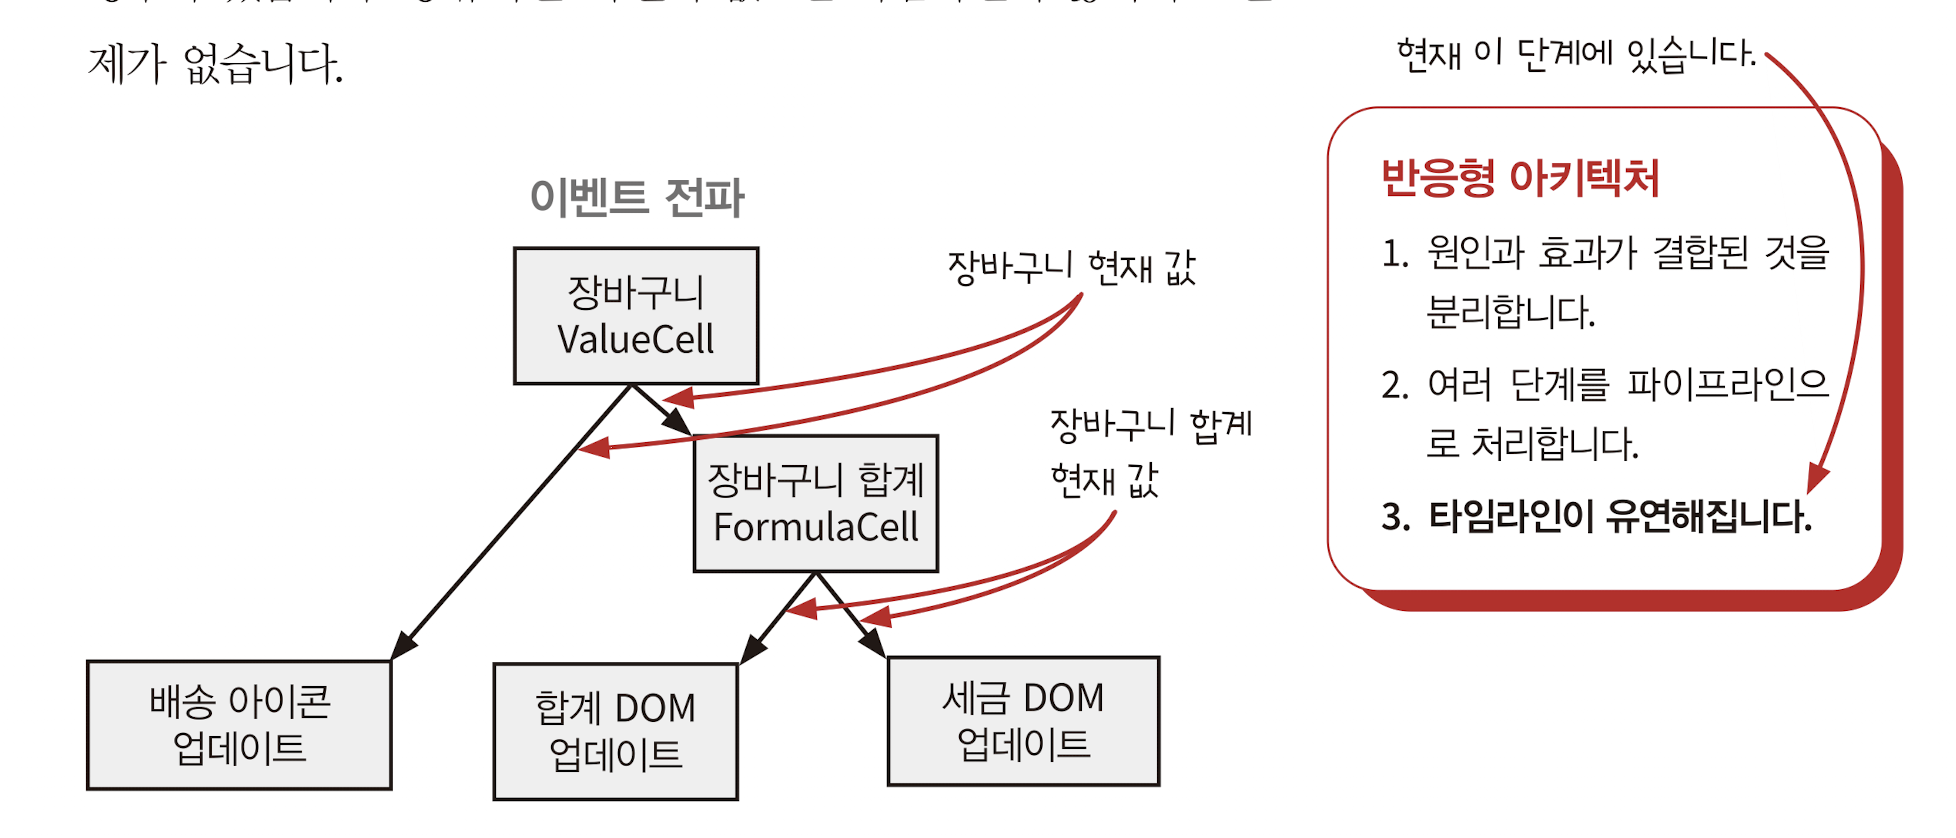 제가 없습니다.
현재 이 단계에 있습니다.
이벤트 전파
장바구니
ValueCell
장바구니 현재 값
장바구니 합계
현재 값
장바구니 합계
FormulaCell
배송 아이콘
업데이트
합계 DOM
업데이트
세금 DOM
업데이트
반응형 아키텍처
1. 원인과 효과가 결합된 것을
분리합니다.
2. 여러 단계를 파이프라인으
로 처리합니다.
3. 타임라인이 유연해집니다.